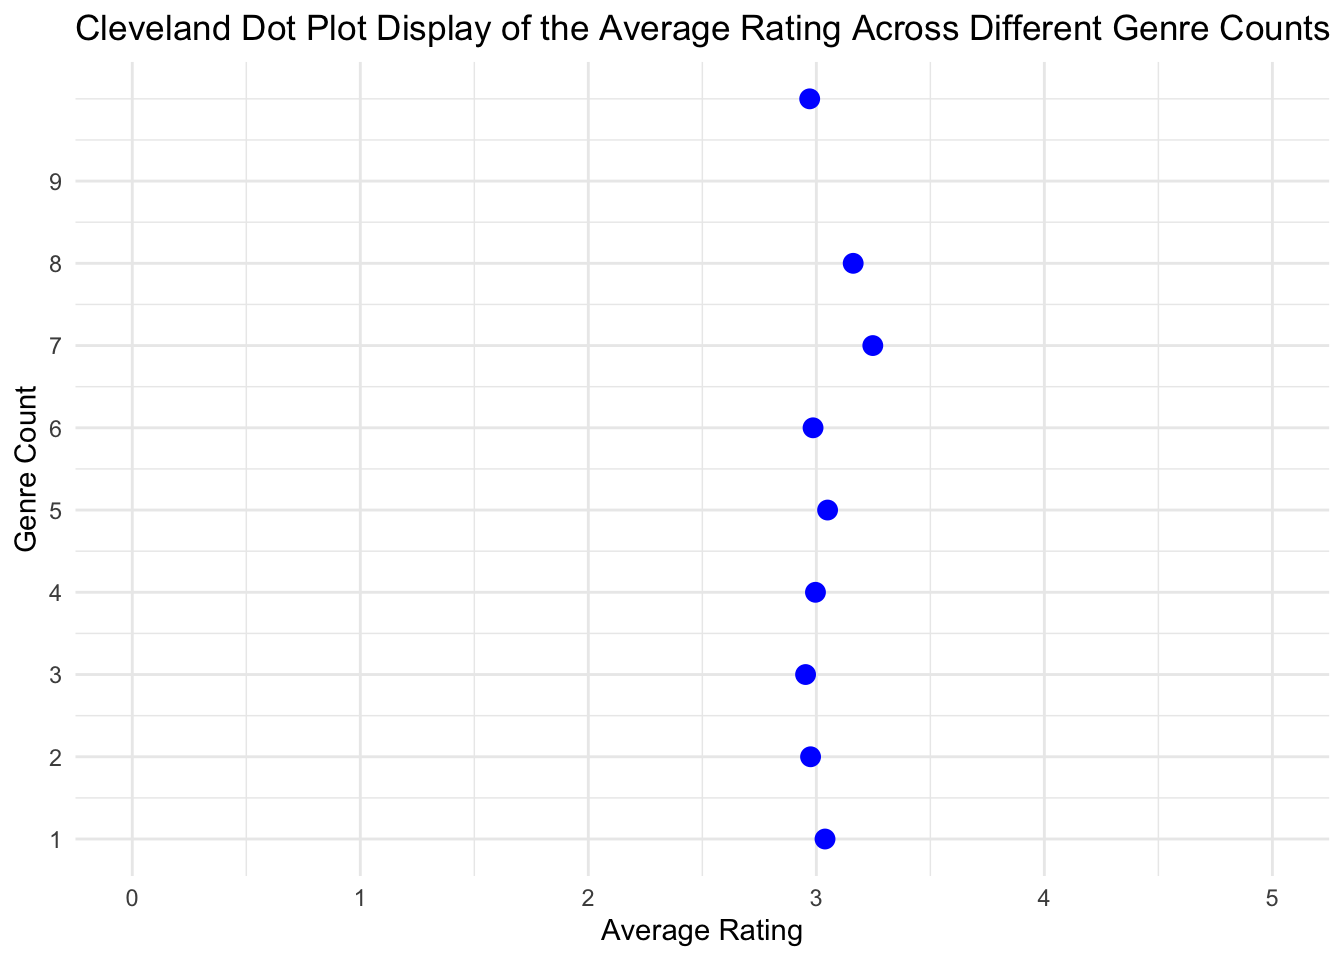 Cleveland Dot Plot Display of the Average Rating Across Different Genre Counts
9
8
7
6
5
4
3
2
1
Genre Count
0 1 2 3 4 5
Average Rating